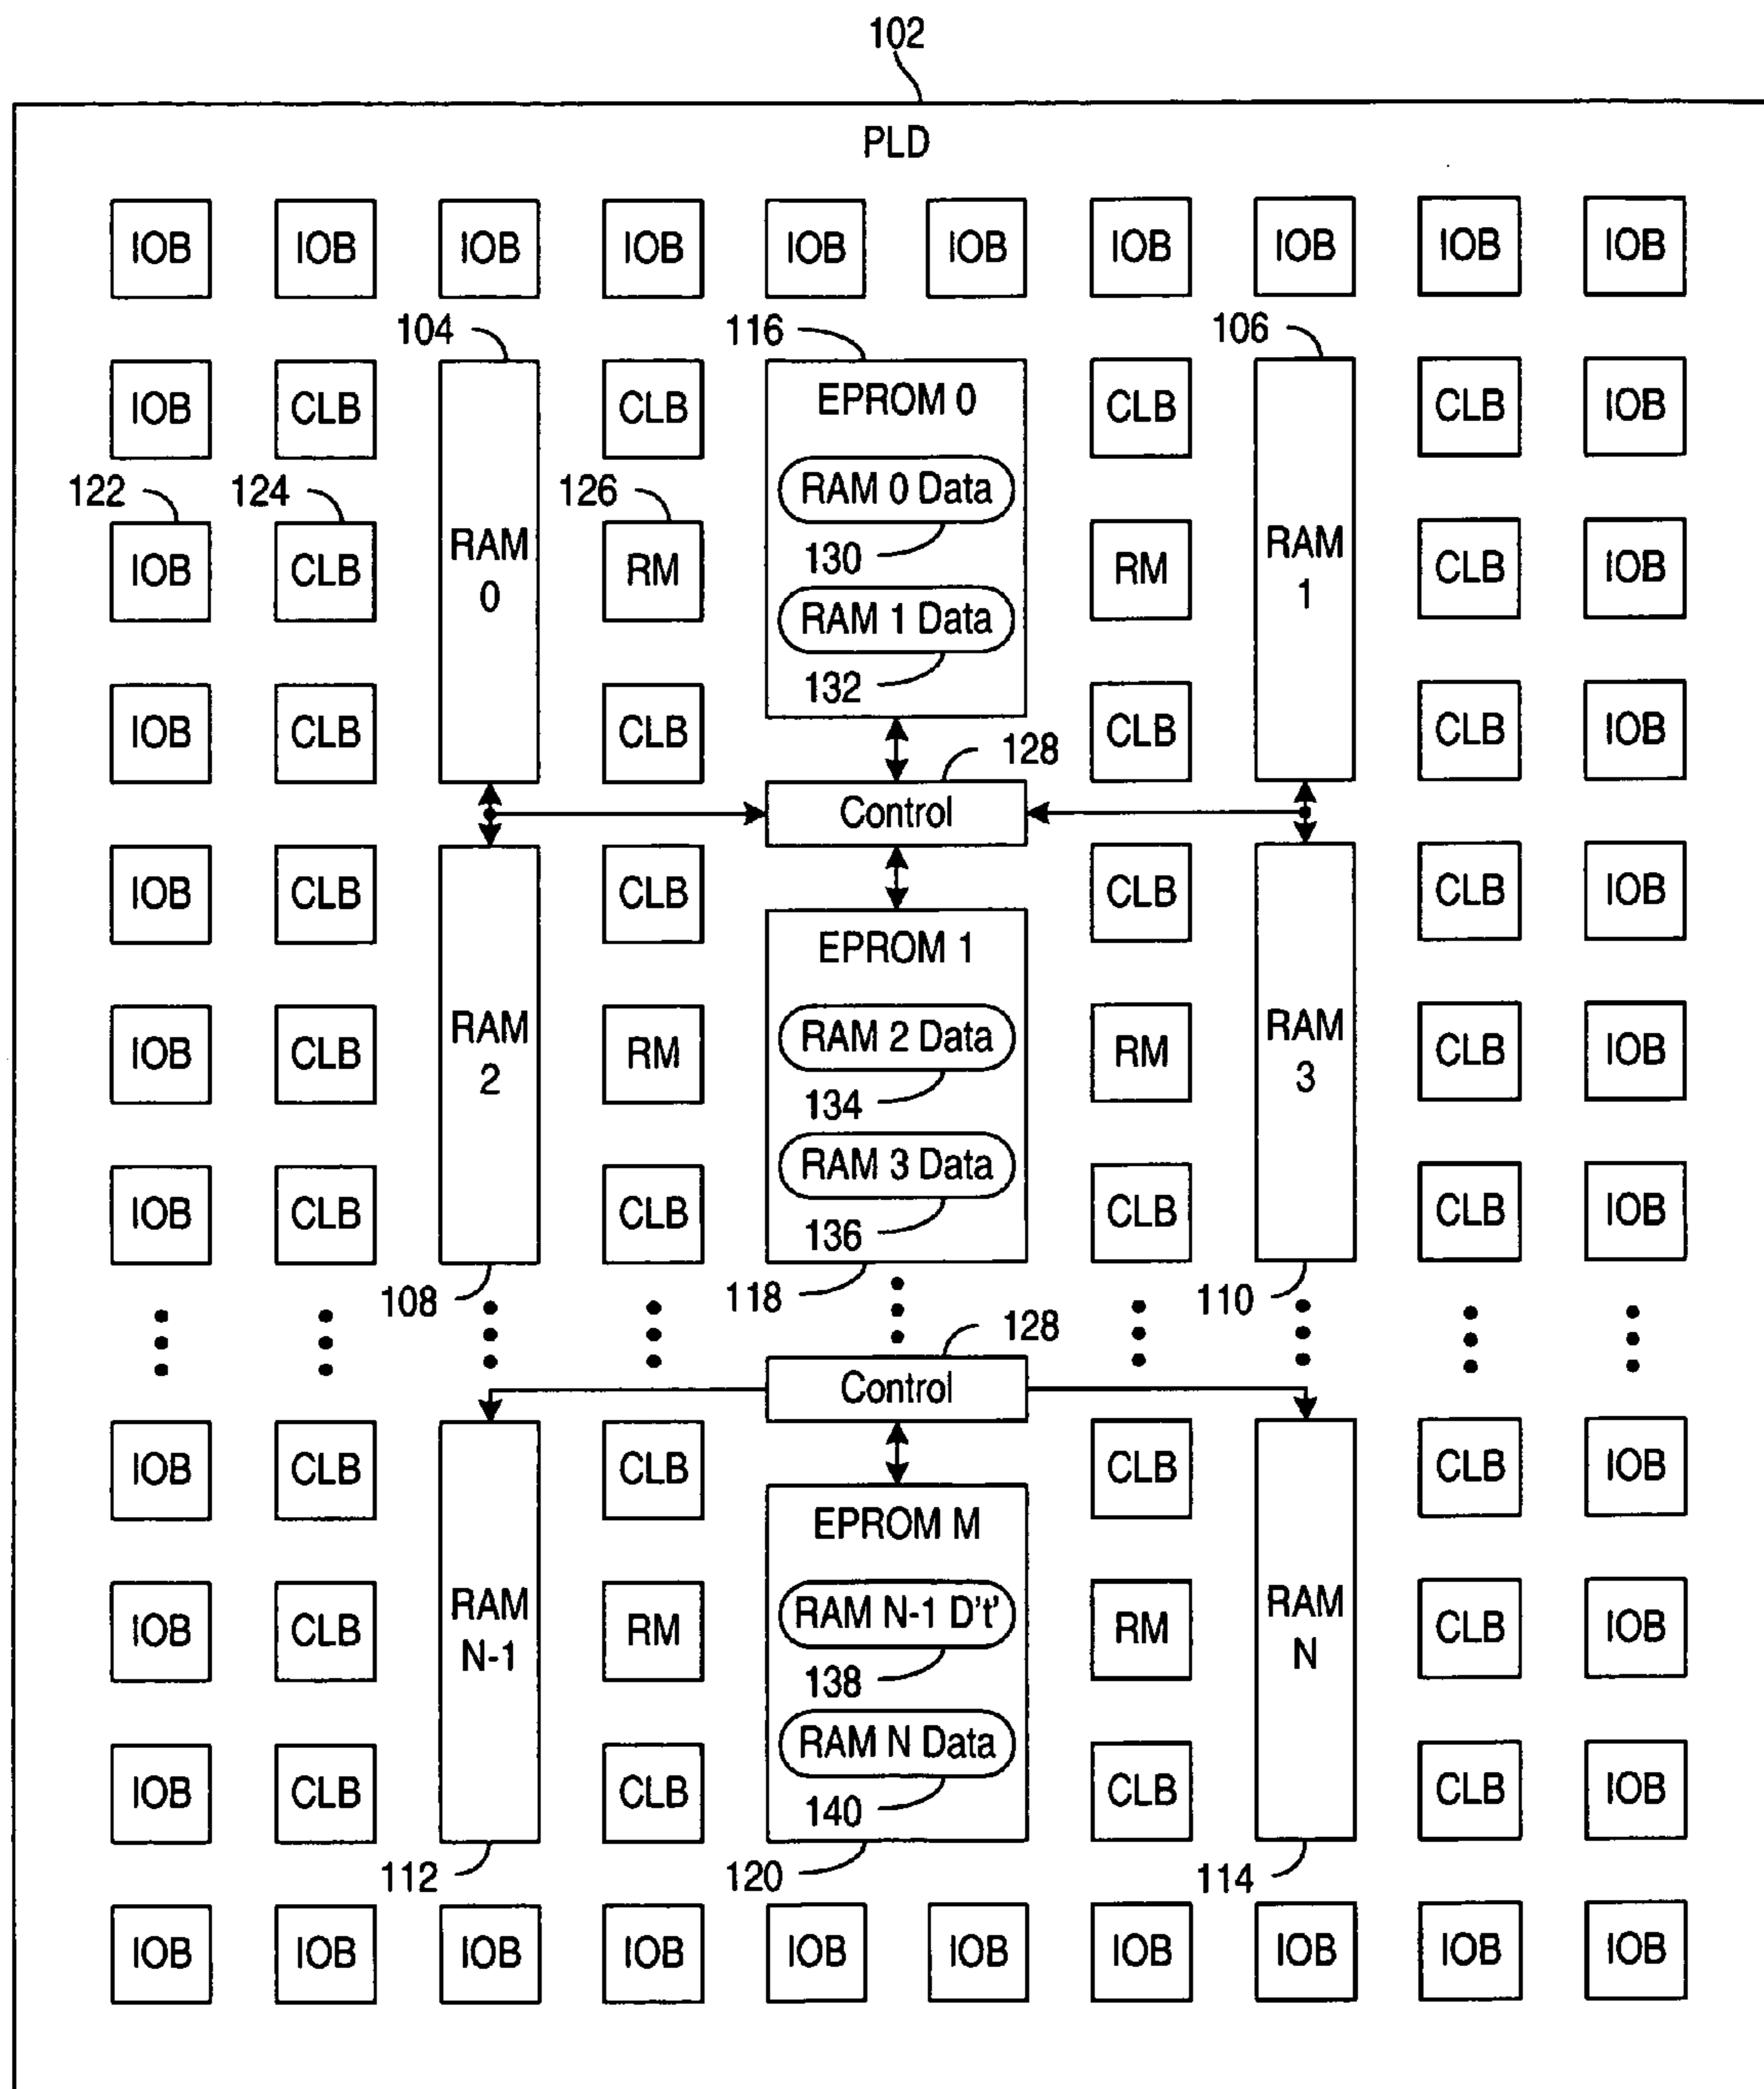 102
PLD
IOB IOB IOB IOB IOB IOB IOB IOB IOB IOB
104 116 106
IOB CLB CLB EPROM 0 CLB CLB IOB
122 124 126 RAM 0 Data
IOB CLB RAM 0 RM 130 RM RAM 1 CLB IOB
RAM 1 Data
132
IOB CLB CLB CLB CLB IOB
128
Control
IOB CLB CLB CLB CLB IOB
EPROM 1
IOB CLB RAM 2 RM RAM 2 Data RM RAM 3 CLB IOB
134
RAM 3 Data
IOB CLB CLB 136 CLB CLB IOB
108 118 110
128
Control
IOB CLB CLB CLB CLB IOB
EPROM M
IOB CLB RAM N-1 RM RAM N-1 D't' RM RAM N CLB IOB
138
RAM N Data
IOB CLB CLB 140 CLB CLB IOB
112 120 114
IOB IOB IOB IOB IOB IOB IOB IOB IOB IOB